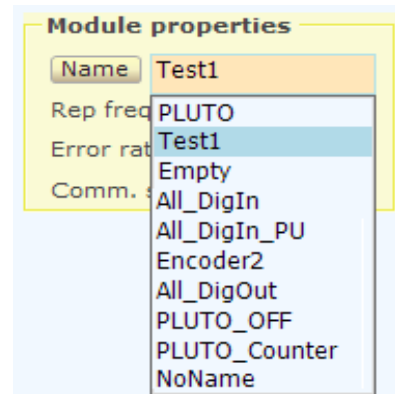 Module properties
Name Test1
Rep freq PLUTO
Test1
Error rat
Empty
Comm. All_DigIn
All_DigIn_PU
Encoder2
All_DigOut
PLUTO_OFF
PLUTO_Counter
NoName